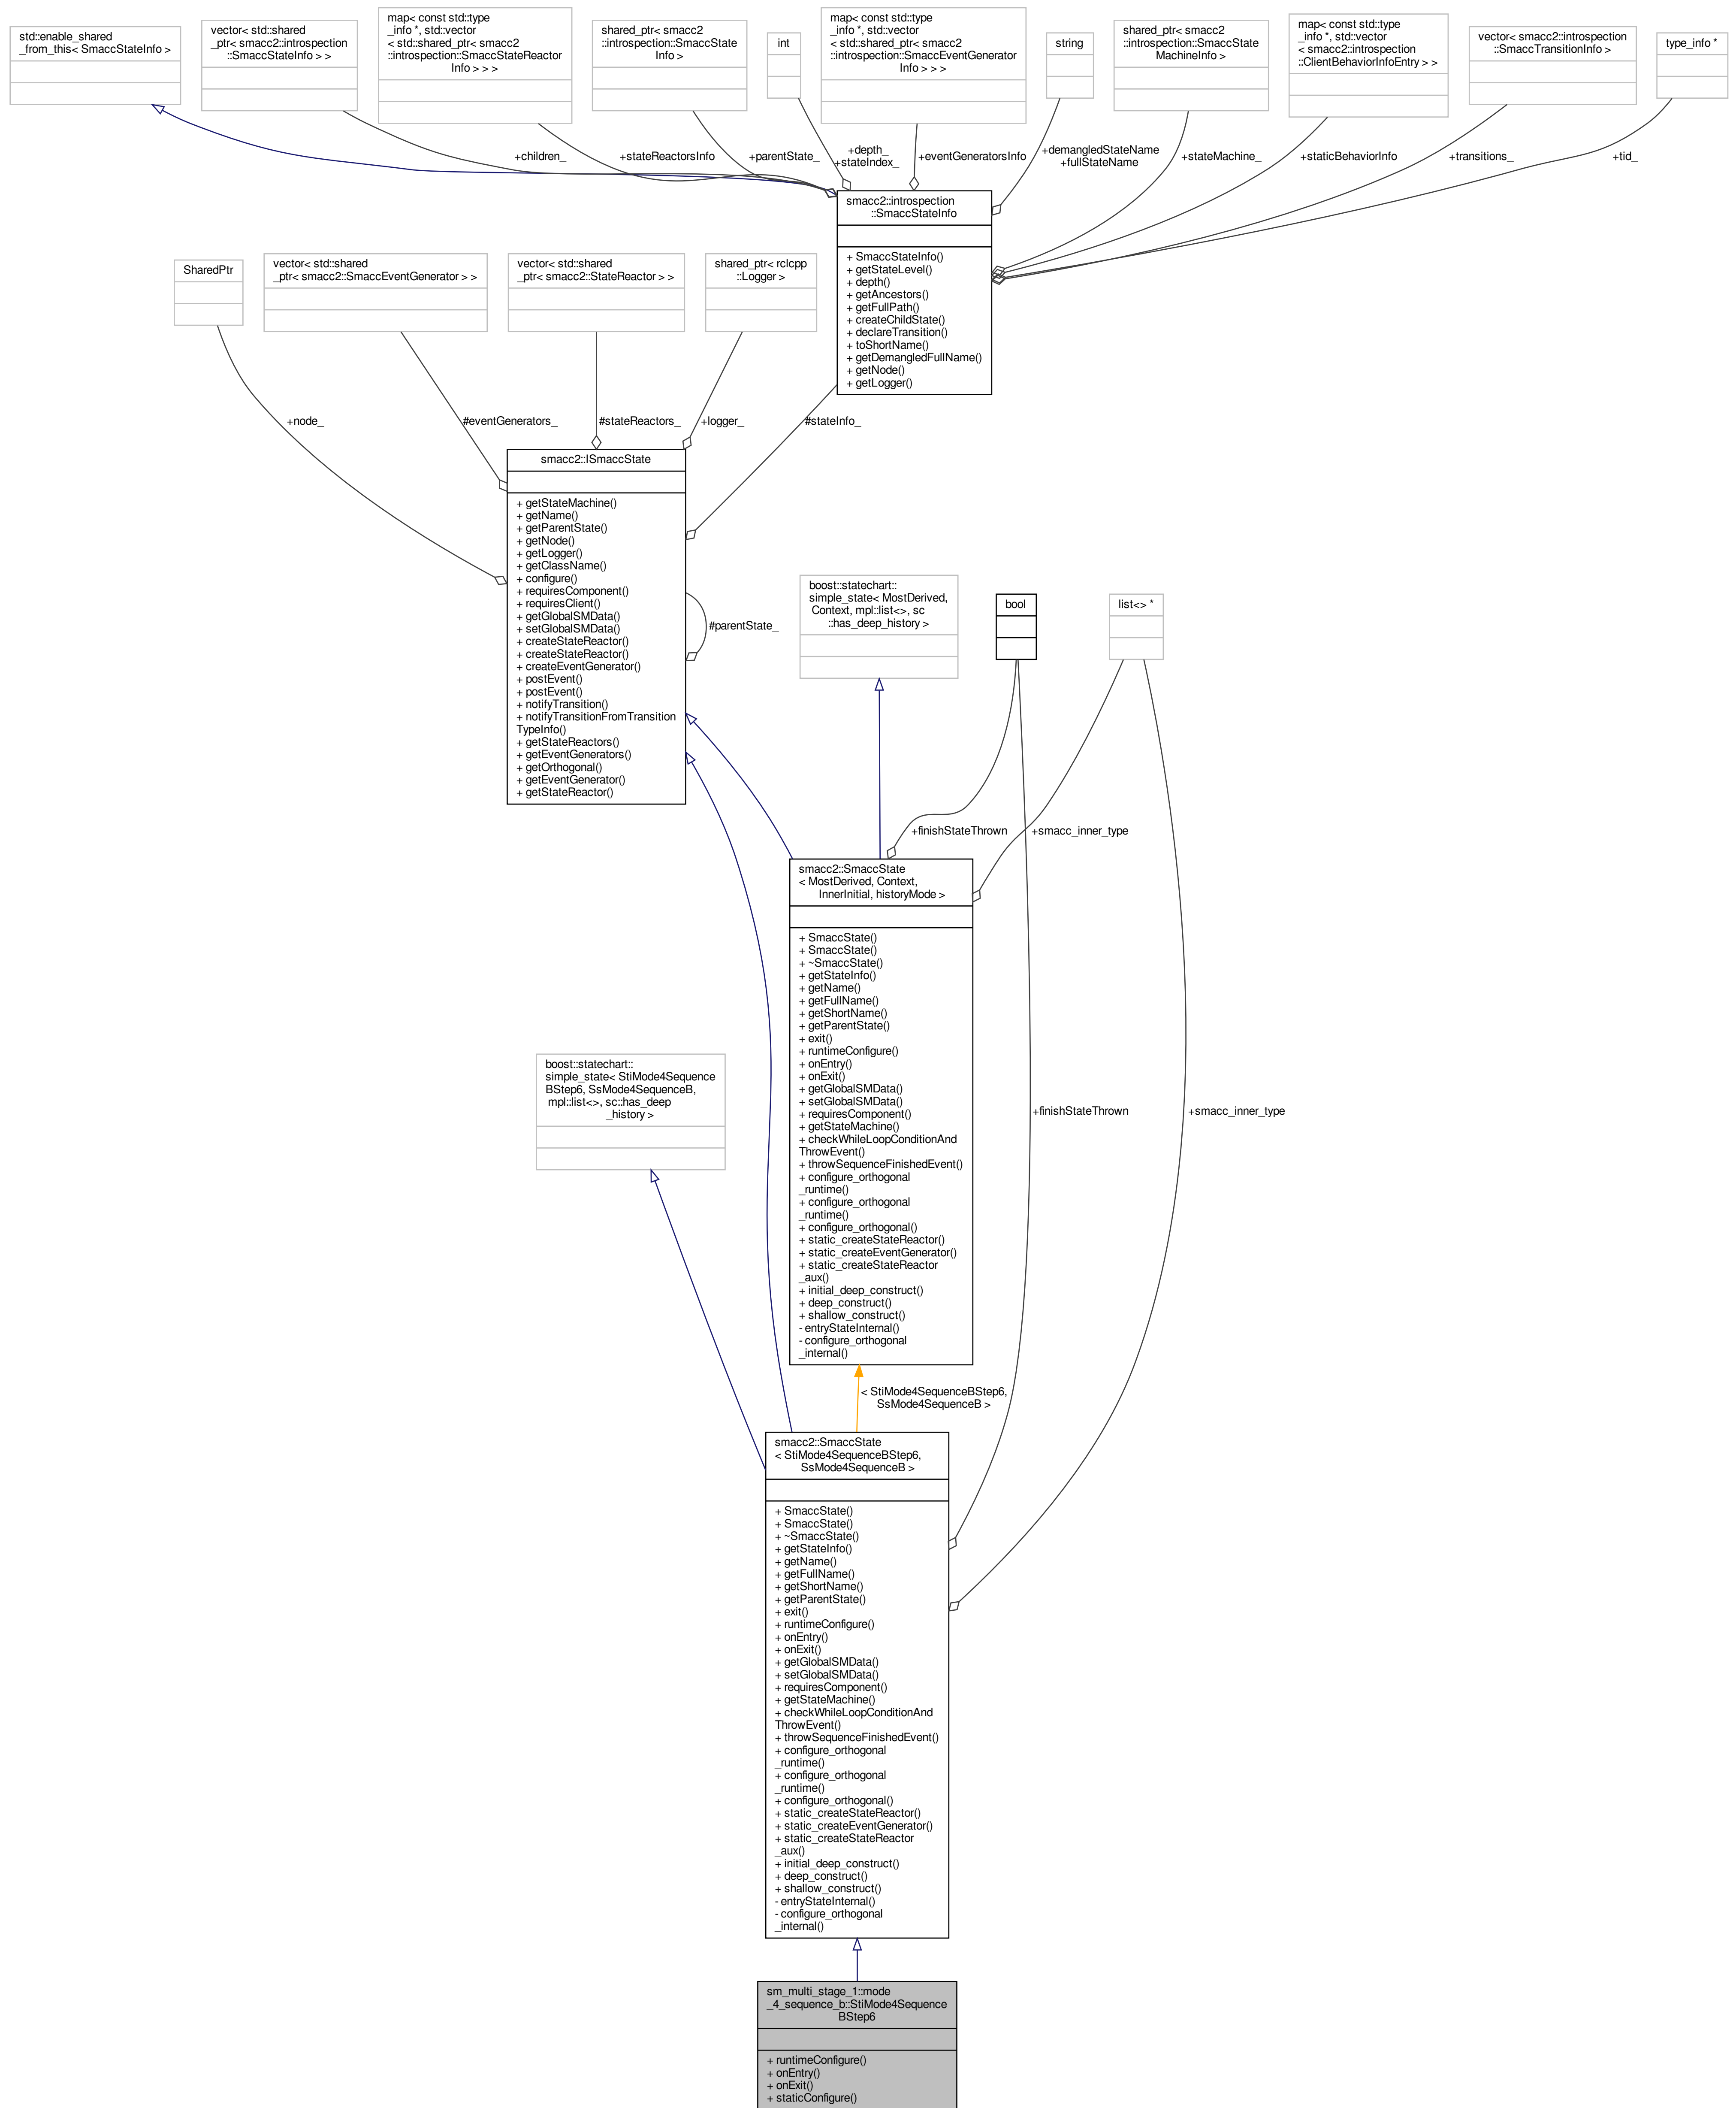 std::enable_shared
_from_this< SmaccStateInfo >
vector< std::shared
_ptr< smacc2::introspection
::SmaccStateInfo > >
map< const std::type
_info *, std::vector
< std::shared_ptr< smacc2
::introspection::SmaccStateReactor
Info > > >
shared_ptr< smacc2
::introspection::SmaccState
Info >
int
map< const std::type
_info *, std::vector
< std::shared_ptr< smacc2
::introspection::SmaccEventGenerator
Info > > >
string
shared_ptr< smacc2
::introspection::SmaccState
MachineInfo >
map< const std::type
_info *, std::vector
< smacc2::introspection
::ClientBehaviorInfoEntry > >
vector< smacc2::introspection
::SmaccTransitionInfo >
type_info *
+children_
+stateReactorsInfo
+parentState_
+depth_
+stateIndex_
+eventGeneratorsInfo
+demangledStateName
+fullStateName
+stateMachine_
+staticBehaviorInfo
+transitions_
+tid_
smacc2::introspection
::SmaccStateInfo
+ SmaccStateInfo()
+ getStateLevel()
+ depth()
+ getAncestors()
+ getFullPath()
+ createChildState()
+ declareTransition()
+ toShortName()
+ getDemangledFullName()
+ getNode()
+ getLogger()
SharedPtr
vector< std::shared
_ptr< smacc2::SmaccEventGenerator > >
vector< std::shared
_ptr< smacc2::StateReactor > >
shared_ptr< rclcpp
::Logger >
+node_
#eventGenerators_
#stateReactors_
+logger_
#stateInfo_
smacc2::ISmaccState
+ getStateMachine()
+ getName()
+ getParentState()
+ getNode()
+ getLogger()
+ getClassName()
+ configure()
+ requiresComponent()
+ requiresClient()
+ getGlobalSMData()
+ setGlobalSMData()
+ createStateReactor()
+ createStateReactor()
+ createEventGenerator()
+ postEvent()
+ postEvent()
+ notifyTransition()
+ notifyTransitionFromTransition
TypeInfo()
+ getStateReactors()
+ getEventGenerators()
+ getOrthogonal()
+ getEventGenerator()
+ getStateReactor()
#parentState_
boost::statechart::
simple_state< MostDerived,
Context, mpl::list<>, sc
::has_deep_history >
bool
list<> *
+finishStateThrown
+smacc_inner_type
smacc2::SmaccState
< MostDerived, Context,
InnerInitial, historyMode >
+ SmaccState()
+ SmaccState()
+ ~SmaccState()
+ getStateInfo()
+ getName()
+ getFullName()
+ getShortName()
+ getParentState()
+ exit()
+ runtimeConfigure()
+ onEntry()
+ onExit()
+ getGlobalSMData()
+ setGlobalSMData()
+ requiresComponent()
+ getStateMachine()
+ checkWhileLoopConditionAnd
ThrowEvent()
+ throwSequenceFinishedEvent()
+ configure_orthogonal
_runtime()
+ configure_orthogonal
_runtime()
+ configure_orthogonal()
+ static_createStateReactor()
+ static_createEventGenerator()
+ static_createStateReactor
_aux()
+ initial_deep_construct()
+ deep_construct()
+ shallow_construct()
- entryStateInternal()
- configure_orthogonal
_internal()
boost::statechart::
simple_state< StiMode4Sequence
BStep6, SsMode4SequenceB,
mpl::list<>, sc::has_deep
_history >
+finishStateThrown
+smacc_inner_type
< StiMode4SequenceBStep6,
SsMode4SequenceB >
smacc2::SmaccState
< StiMode4SequenceBStep6,
SsMode4SequenceB >
+ SmaccState()
+ SmaccState()
+ ~SmaccState()
+ getStateInfo()
+ getName()
+ getFullName()
+ getShortName()
+ getParentState()
+ exit()
+ runtimeConfigure()
+ onEntry()
+ onExit()
+ getGlobalSMData()
+ setGlobalSMData()
+ requiresComponent()
+ getStateMachine()
+ checkWhileLoopConditionAnd
ThrowEvent()
+ throwSequenceFinishedEvent()
+ configure_orthogonal
_runtime()
+ configure_orthogonal
_runtime()
+ configure_orthogonal()
+ static_createStateReactor()
+ static_createEventGenerator()
+ static_createStateReactor
_aux()
+ initial_deep_construct()
+ deep_construct()
+ shallow_construct()
- entryStateInternal()
- configure_orthogonal
_internal()
sm_multi_stage_1::mode
_4_sequence_b::StiMode4Sequence
BStep6
+ runtimeConfigure()
+ onEntry()
+ onExit()
+ staticConfigure()